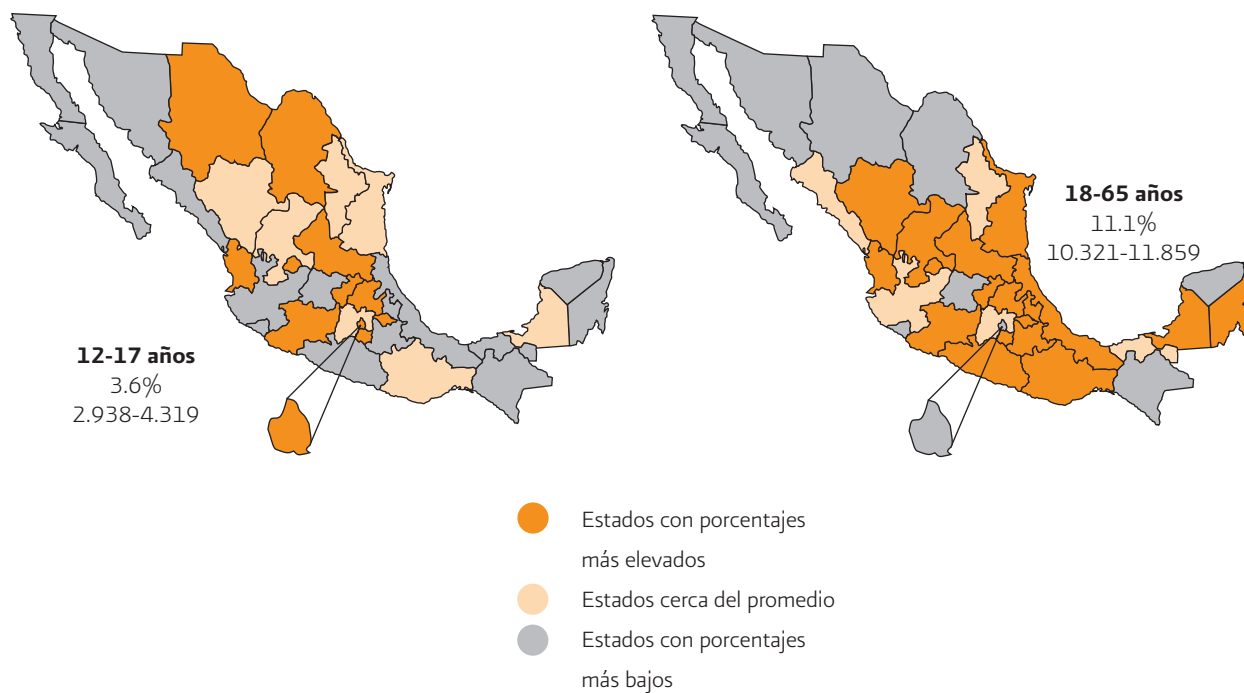 12-17 años
3.6%
2.938-4.319
18-65 años
11.1%
10.321-11.859
Estados con porcentajes
más elevados
Estados cerca del promedio
Estados con porcentajes
más bajos